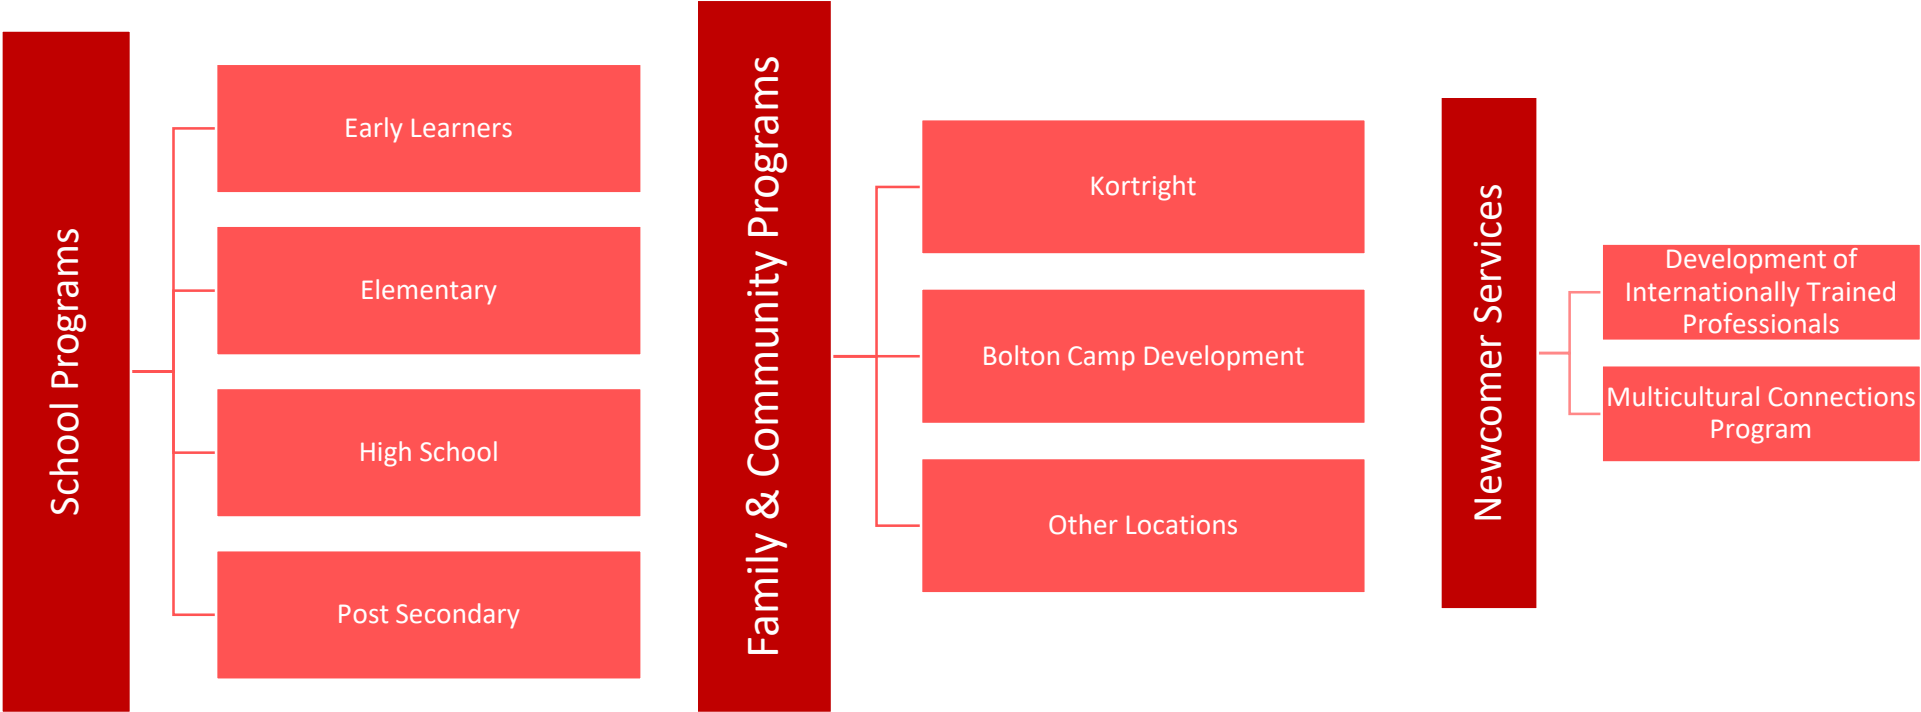 School Programs
Early Learners
Elementary
High School
Post Secondary
Family & Community Programs
Kortright
Bolton Camp Development
Other Locations
Newcomer Services
Development of
Internationally Trained
Professionals
Multicultural Connections
Program